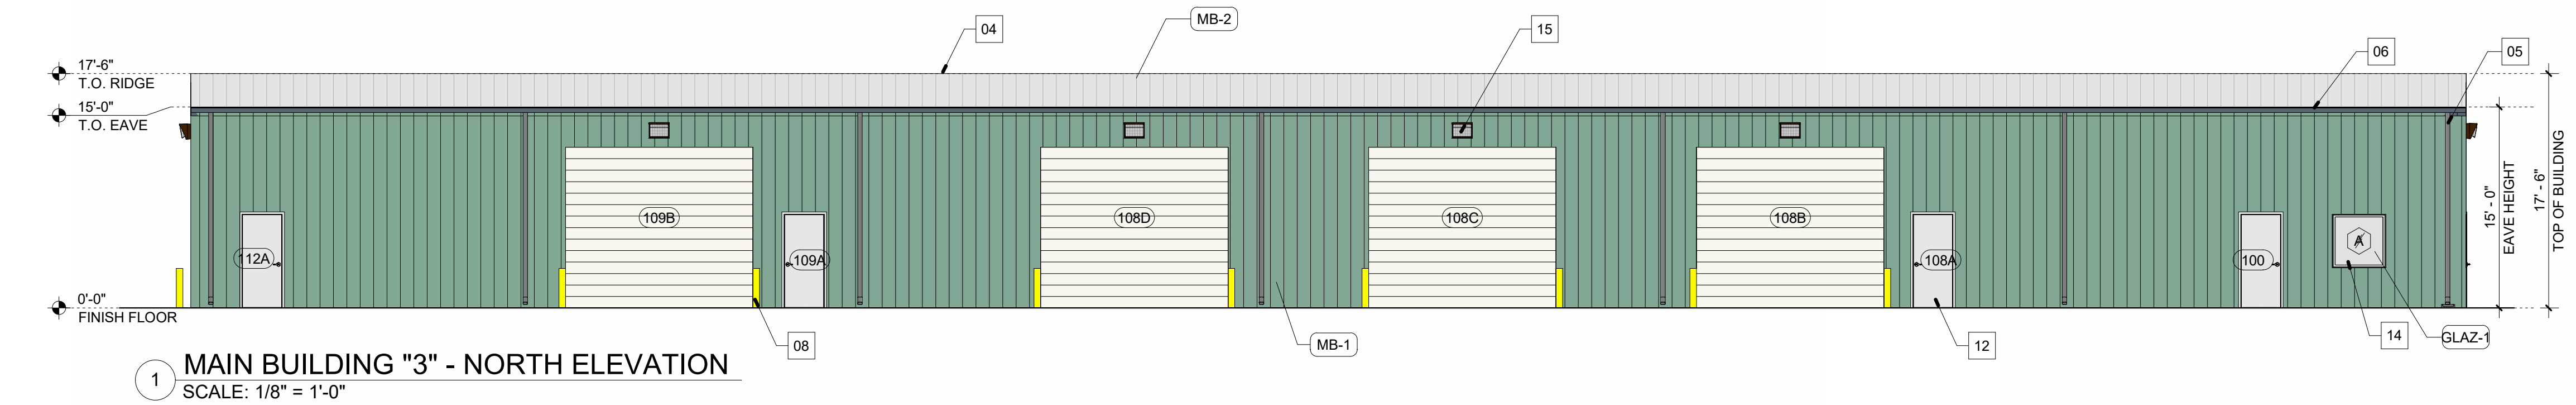 MB-2
04
15
06
05
17'-6"
T.O. RIDGE
15'-0"
T.O. EAVE
109B
108D
108C
108B
112A
109A
108A
100
A
15' - 0"
EAVE HEIGHT
17' - 6"
TOP OF BUILDING
0'-0"
FINISH FLOOR
08
MB-1
12
14
GLAZ-1
1
MAIN BUILDING "3" - NORTH ELEVATION
SCALE: 1/8" = 1'-0"